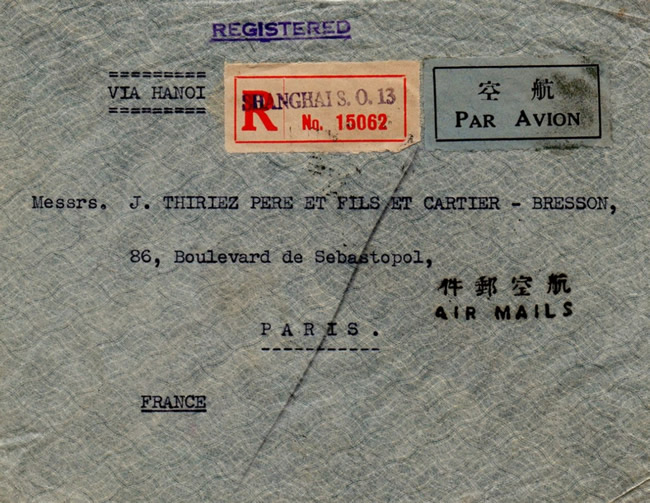 REGISTERED
VIA HANOI
R
SHANGHAI S. O. 13
No. 15062
空 航
PAR AVION
Messrs. J. THIRIEZ PERE ET FILS ET CARTIER - BRESSON,
86, Boulevard de Sebastopol,
件郵空航
AIR MAILS
PARIS.
FRANCE